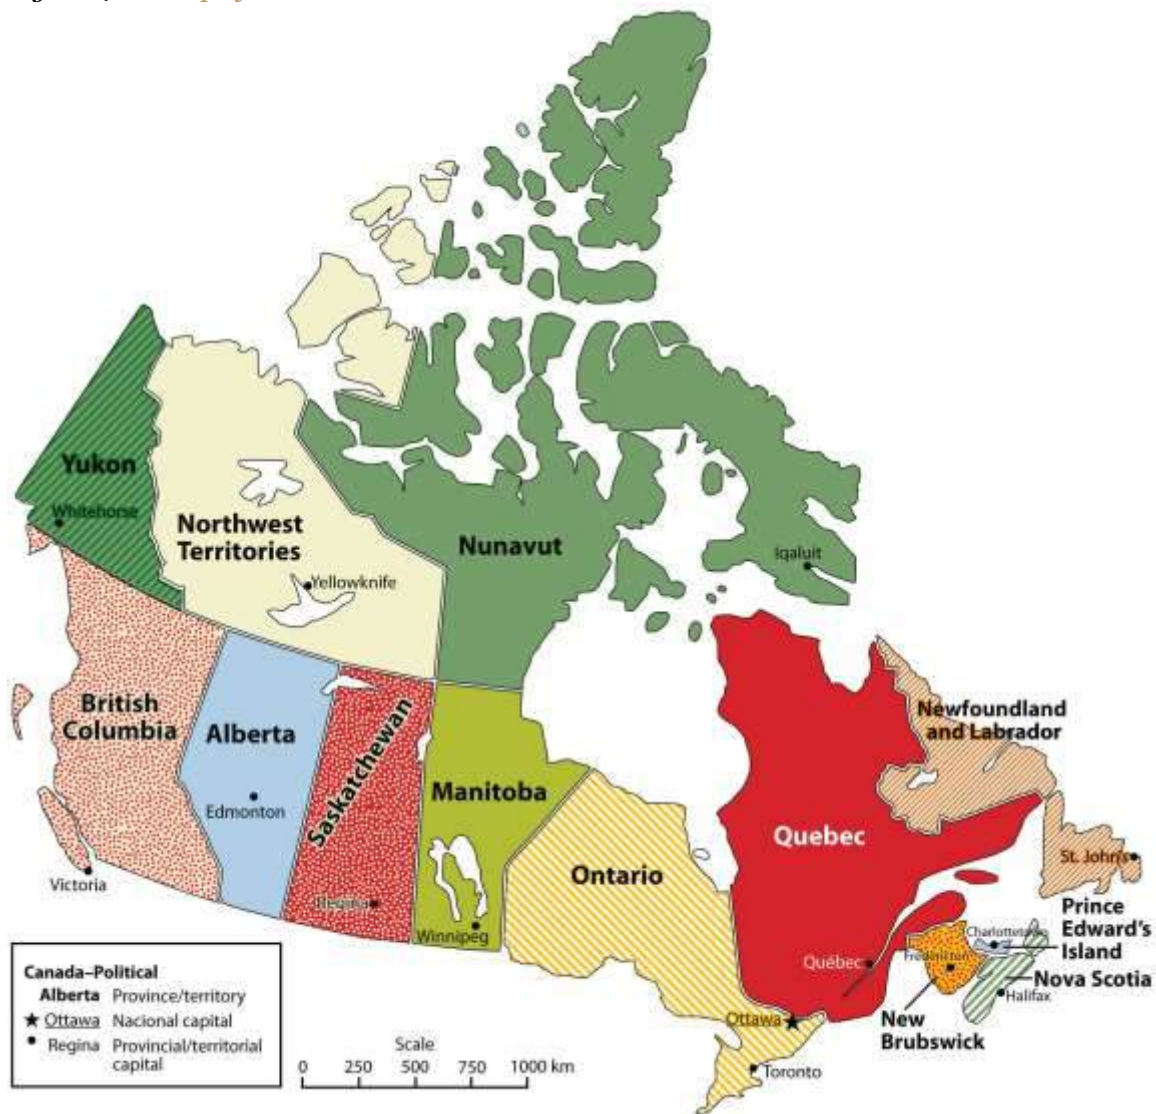 Yukon
Whitehorse
Northwest
Territories
Yellowknife
Nunavut
Iqaluit
British
Columbia
Victoria
Alberta
Edmonton
Saskatchewan
Regina
Manitoba
Winnipeg
Ontario
Ottawa
Toronto
Quebec
Québec
Newfoundland
and Labrador
St. John's
Prince
Edward's
Island
Charlottetown
Nova Scotia
Halifax
Fredrikton
New
Brubswick
Canada–Political
Alberta Province/territory
Ottawa Nacional capital
Regina Provincial/territorial
capital
Scale
0 250 500 750 1000 km